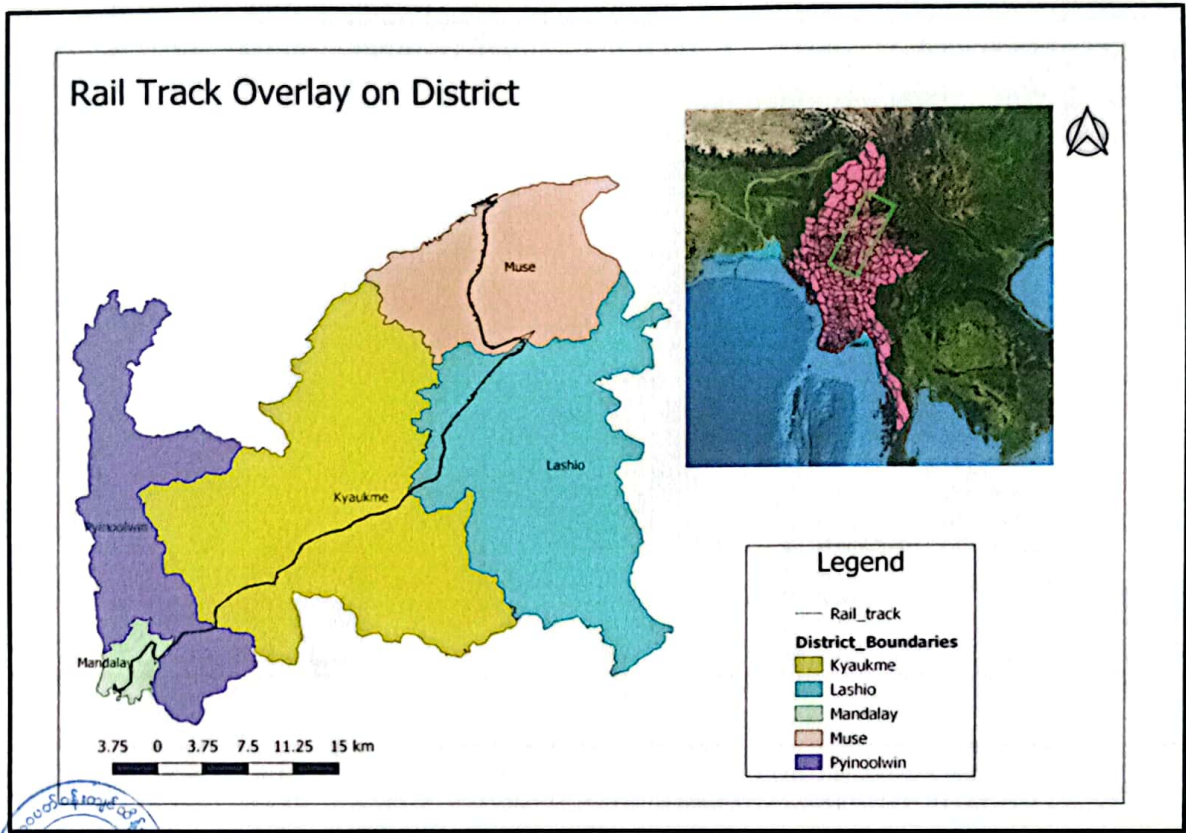 Rail Track Overlay on District
Muse
Lashio
Kyaukme
Pyinoolwin
Mandalay
3.75 0 3.75 7.5 11.25 15 km
Legend
Rail_track
District_Boundaries
Kyaukme
Lashio
Mandalay
Muse
Pyinoolwin